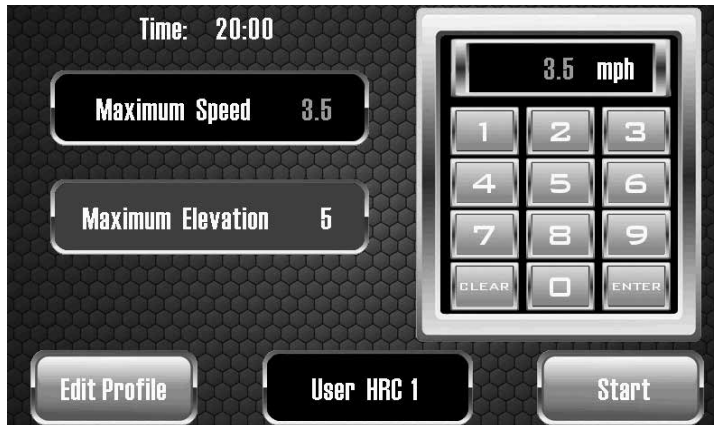 Time: 20:00
Maximum Speed 3.5
Maximum Elevation 5
3.5 mph
1 2 3
4 5 6
7 8 9
CLEAR 0 ENTER
Edit Profile
User HRC 1
Start